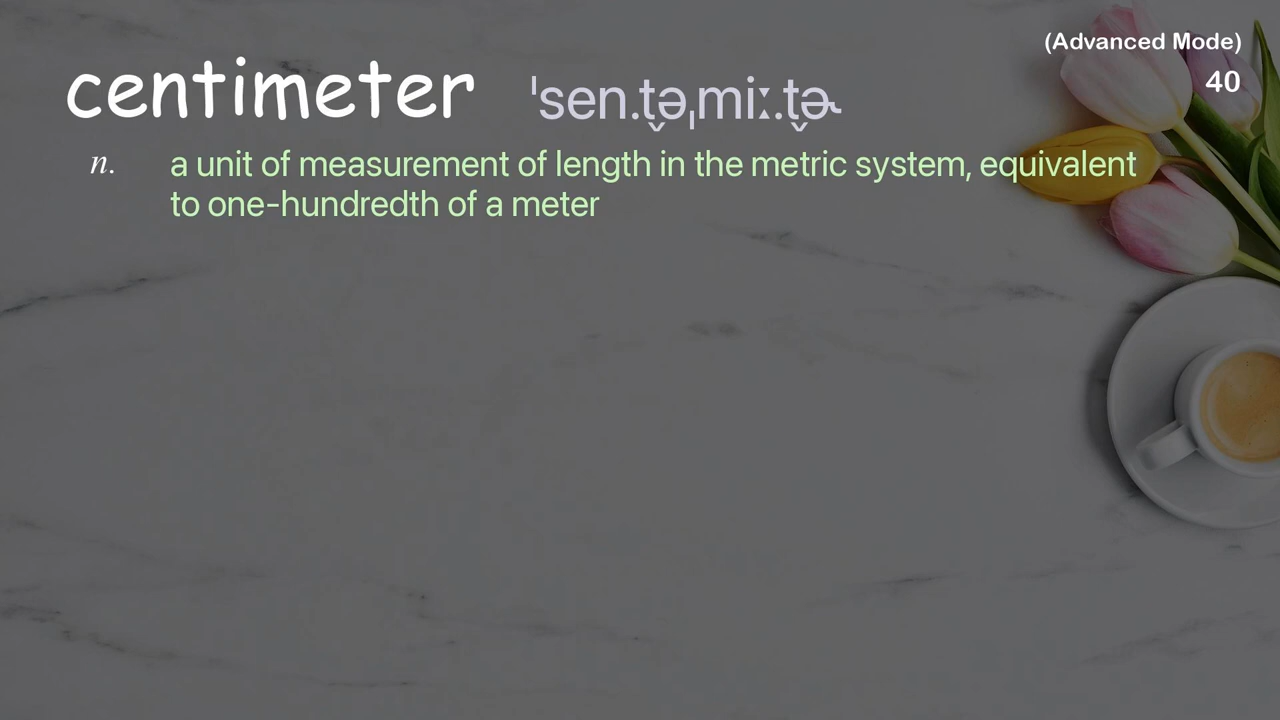 (Advanced Mode)
centimeter ˈsen.t̬əˌmiː.t̬ɚ
40
n. a unit of measurement of length in the metric system, equivalent
to one-hundredth of a meter